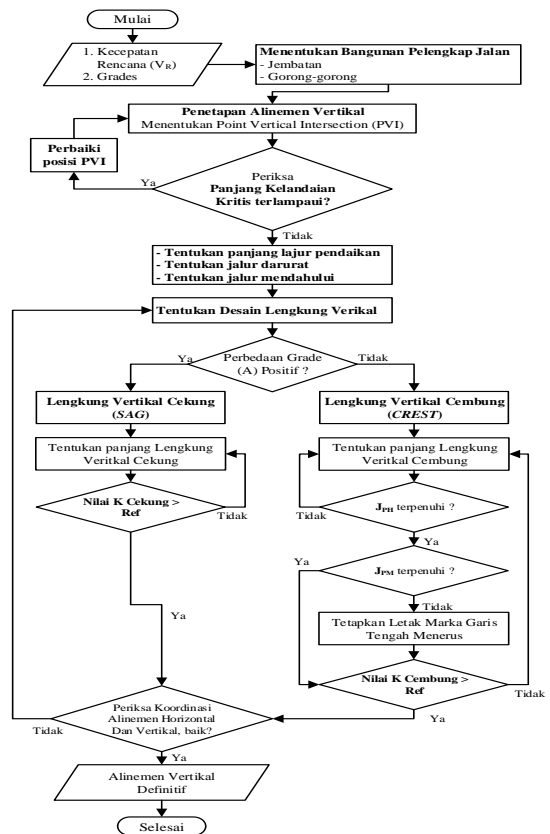 Mulai
1. Kecepatan
Rencana (VR)
2. Grades
Menentukan Bangunan Pelengkap Jalan
- Jembatan
- Gorong-gorong
Penetapan Alinemen Vertikal
Menentukan Point Vertical Intersection (PVI)
Perbaiki
posisi PVI
Ya
Periksa
Panjang Kelandaian
Kritis terlampaui?
Tidak
- Tentukan panjang lajur pendaikan
- Tentukan jalur darurat
- Tentukan jalur mendahului
Tentukan Desain Lengkung Verikal
Ya
Perbedaan Grade
(A) Positif ?
Tidak
Lengkung Vertikal Cekung
(SAG)
Lengkung Vertikal Cembung
(CREST)
Tentukan panjang Lengkung
Veritkal Cekung
Tentukan panjang Lengkung
Veritkal Cembung
Nilai K Cekung >
Ref
Tidak
JPH terpenuhi ?
Tidak
Ya
Ya
JPM terpenuhi ?
Tidak
Ya
Tetapkan Letak Marka Garis
Tengah Menerus
Nilai K Cembung >
Ref
Tidak
Ya
Periksa Koordinasi
Alinemen Horizontal
Dan Vertikal, baik?
Tidak
Ya
Alinemen Vertikal
Definitif
Selesai